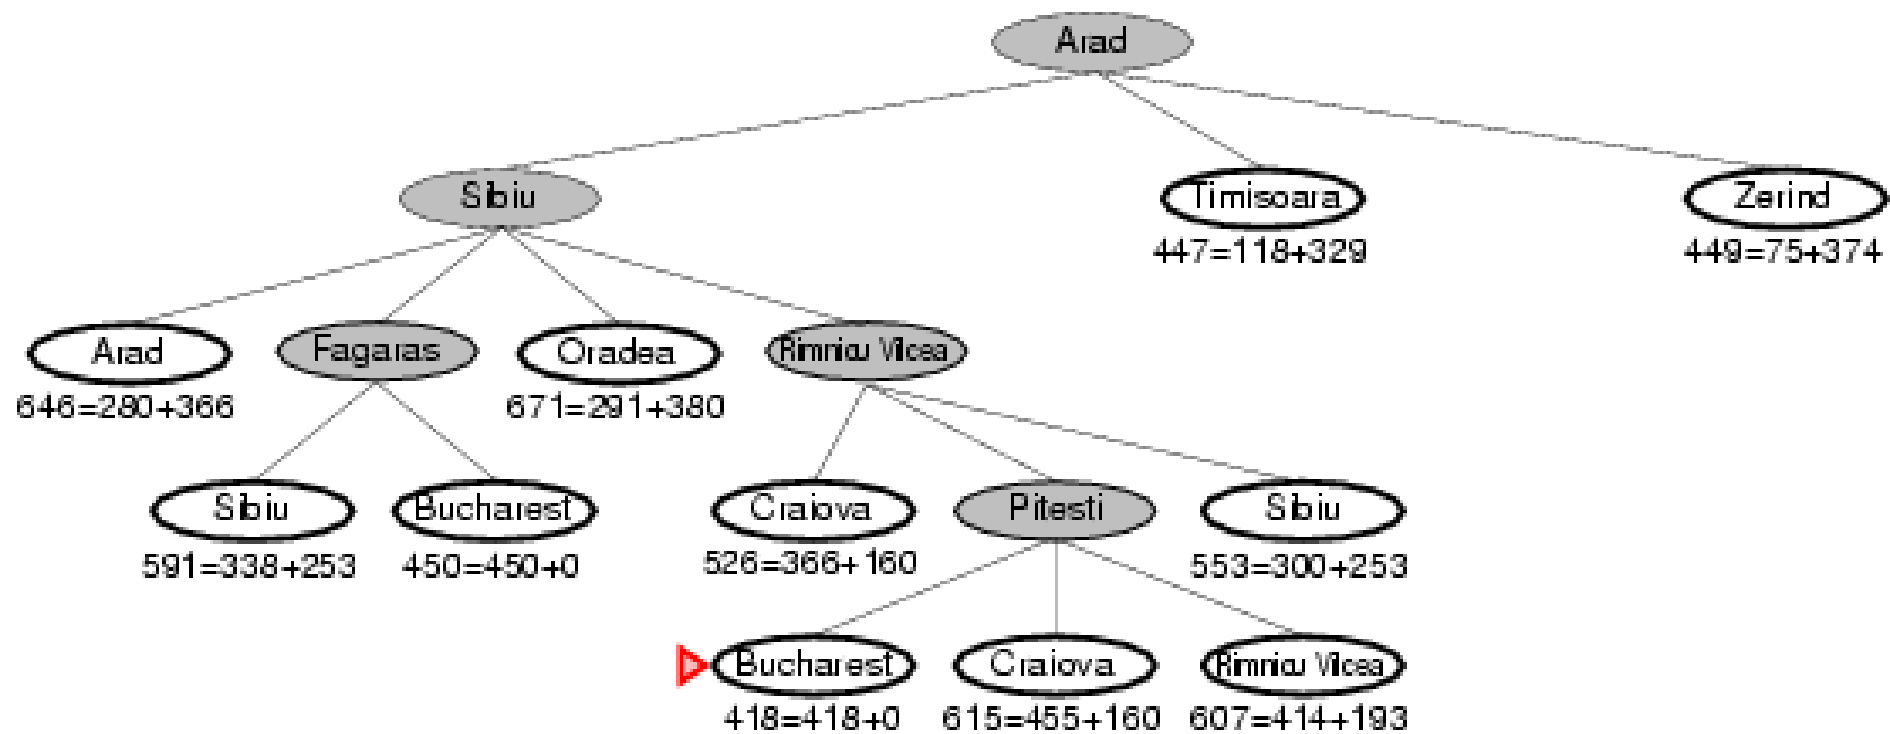 Arad
Sibiu
Timisoara
Zerind
447=118+329
449=75+374
Arad
Fagaras
Oradea
Rimnicu Vilcea
646=280+366
671=291+380
Sibiu
Bucharest
Craiova
Pitesti
Sibiu
591=338+253
450=450+0
526=366+160
553=300+253
Bucharest
Craiova
Rimnicu Vilcea
418=418+0
615=455+160
607=414+193